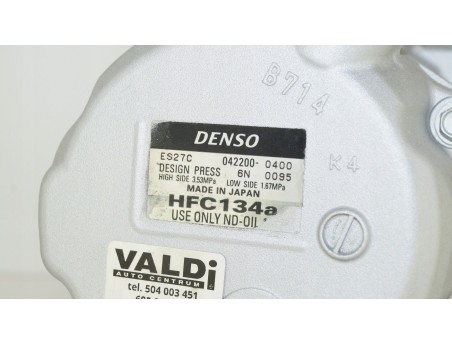 B714
K4
DENSO
ES27C 042200- 0400
DESIGN PRESS 6N 0095
HIGH SIDE 3.53MPa LOW SIDE 1.67MPa
MADE IN JAPAN
HFC134a
USE ONLY ND-OIL
VALDi
AUTO CENTRUM
tel. 504 003 451